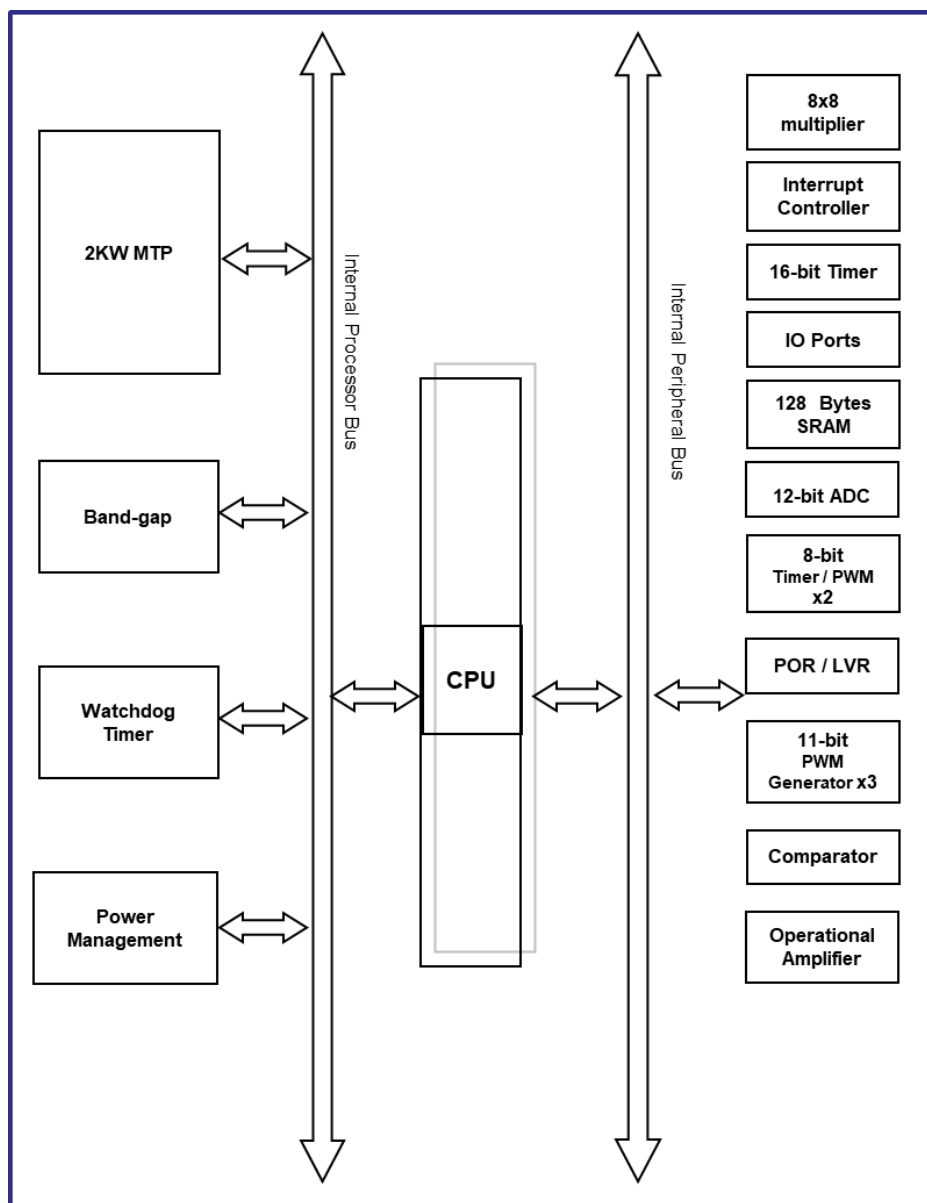 2KW MTP
Band-gap
Watchdog
Timer
Power
Management
Internal Processor Bus
CPU
Internal Peripheral Bus
8x8
multiplier
Interrupt
Controller
16-bit Timer
IO Ports
128 Bytes
SRAM
12-bit ADC
8-bit
Timer / PWM
x2
POR / LVR
11-bit
PWM
Generator x3
Comparator
Operational
Amplifier